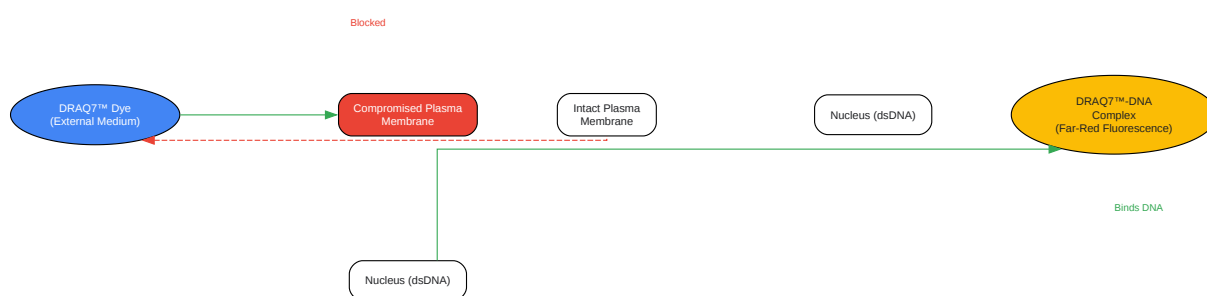 Blocked
DRAQ7™ Dye
(External Medium)
Compromised Plasma
Membrane
Intact Plasma
Membrane
Nucleus (dsDNA)
DRAQ7™-DNA
Complex
(Far-Red Fluorescence)
Binds DNA
Nucleus (dsDNA)